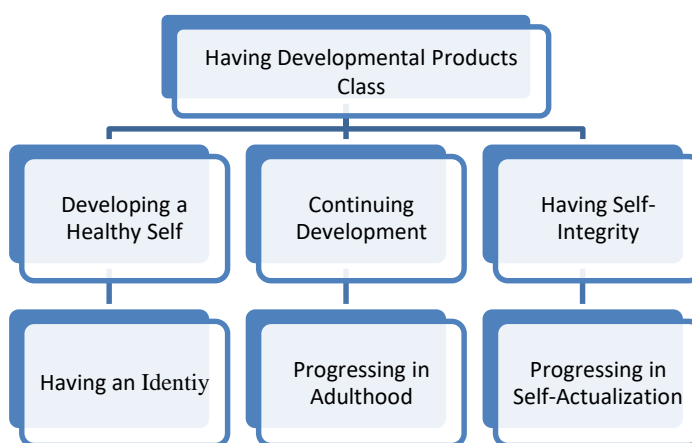 Having Developmental Products
Class
Developing a
Healthy Self
Continuing
Development
Having Self-
Integrity
Having an Identiy
Progressing in
Adulthood
Progressing in
Self-Actualization